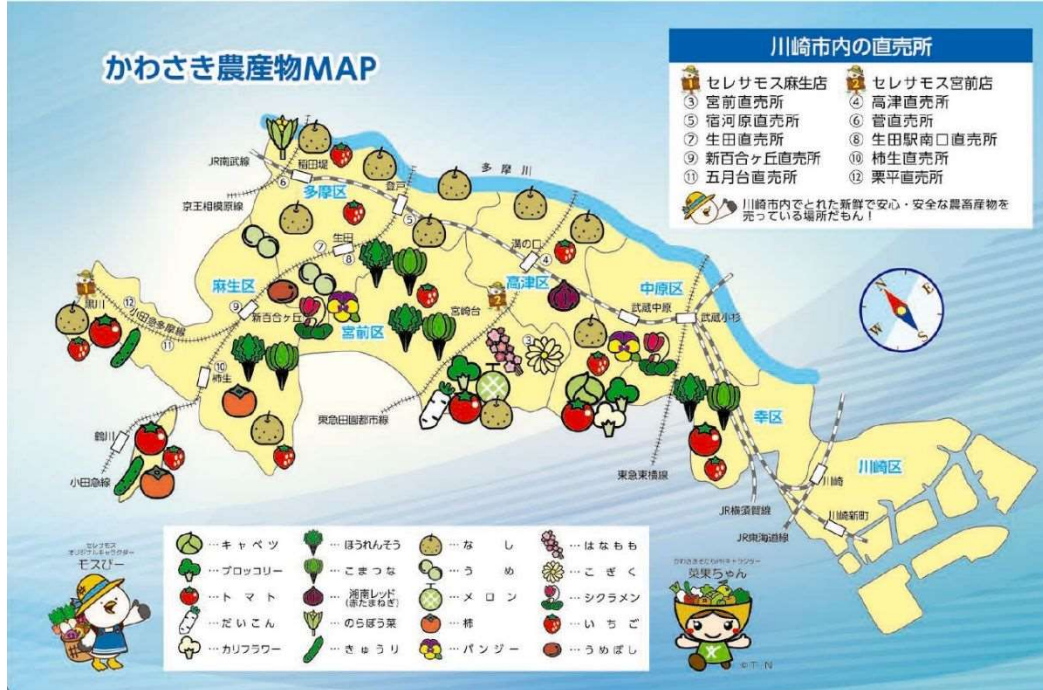 かわさき農産物MAP
川崎市内の直売所
1 セレサモス麻生店
2 セレサモス宮前店
③ 宮前直売所
④ 高津直売所
⑤ 宿河原直売所
⑥ 菅直売所
⑦ 生田直売所
⑧ 生田駅南口直売所
⑨ 新百合ヶ丘直売所
⑩ 柿生直売所
⑪ 五月台直売所
⑫ 栗平直売所
川崎市内でとれた新鮮で安心・安全な農畜産物を
売っている場所だもん！
JR南武線
稲田堤
⑥
多摩区
登戸
多摩川
京王相模原線
⑤
生田
⑦
⑧
溝の口
④
高津区
中原区
N
E
W
S
麻生区
1
黒川
⑫
小田急多摩線
⑪
⑨
新百合ヶ丘
宮前区
宮崎台
2
武蔵中原
武蔵小杉
③
⑩
柿生
東急田園都市線
鶴川
小田急線
東急東横線
幸区
川崎区
川崎
JR横須賀線
川崎新町
JR東海道線
セレサモス
オリジナルキャラクター
モスぴー
…キャベツ
…ほうれんそう
…なし
…はなもも
…ブロッコリー
…こまつな
…うめ
…こぎく
…トマト
…湘南レッド
(赤たまねぎ)
…メロン
…シクラメン
…だいこん
…のらぼう菜
…柿
…いちご
…カリフラワー
…きゅうり
…パンジー
…うめぼし
菜果ちゃん